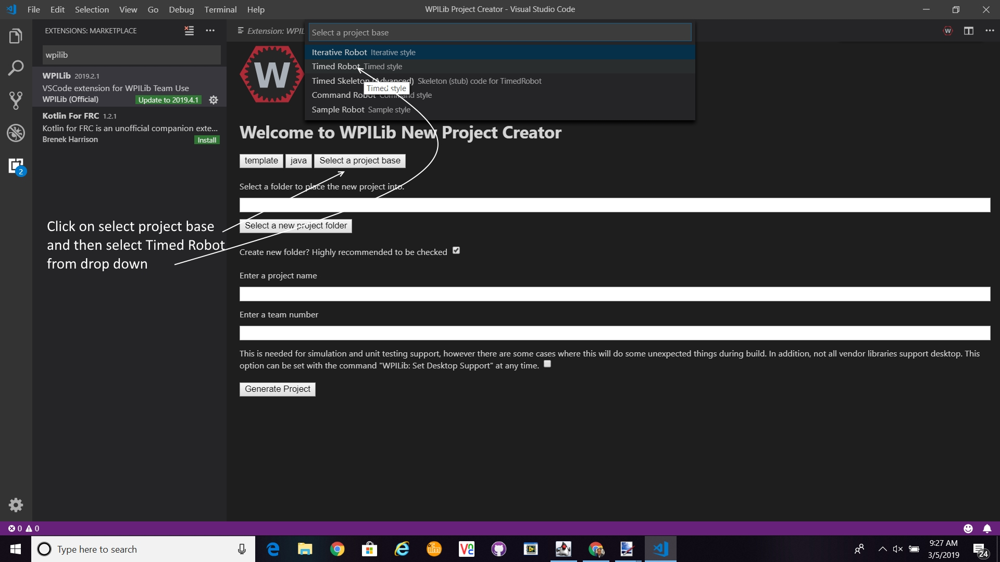 File Edit Selection View Go Debug Terminal Help
WPILib Project Creator - Visual Studio Code
EXTENSIONS: MARKETPLACE
wpilib
WPILib 2019.2.1
VSCode extension for WPILib Team Use
WPILib (Official) Update to 2019.4.1
Kotlin For FRC 1.2.1
Kotlin for FRC is an unofficial companion exte...
Brenek Harrison Install
2
Extension: WPIL
Select a project base
Iterative Robot Iterative style
Timed Robot Timed style
Timed Skeleton (Advanced) Skeleton (stub) code for TimedRobot
Timed style
Command Robot Command style
Sample Robot Sample style
W
W
Welcome to WPILib New Project Creator
template java Select a project base
Select a folder to place the new project into.
Select a new project folder
Click on select project base
and then select Timed Robot
from drop down
Create new folder? Highly recommended to be checked
Enter a project name
Enter a team number
This is needed for simulation and unit testing support, however there are some cases where this will do some unexpected things during build. In addition, not all vendor libraries support desktop. This
option can be set with the command "WPILib: Set Desktop Support" at any time.
Generate Project
0 0
Type here to search
ifm
9:27 AM
3/5/2019
24